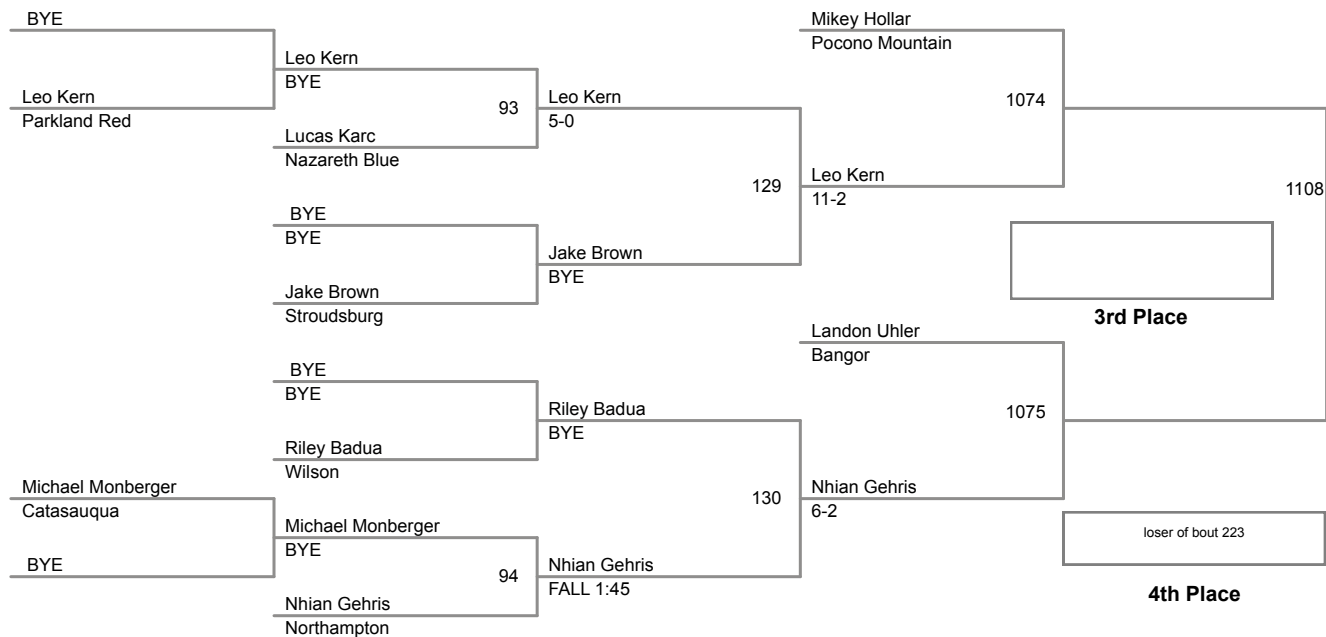 BYE
Leo Kern
Parkland Red
Leo Kern
BYE
93
Lucas Karc
Nazareth Blue
Leo Kern
5-0
BYE
BYE
Jake Brown
Stroudsburg
Jake Brown
BYE
129
Mikey Hollar
Pocono Mountain
1074
Leo Kern
11-2
1108
3rd Place
BYE
BYE
Riley Badua
Wilson
Riley Badua
BYE
Michael Monberger
Catasauqua
BYE
Michael Monberger
BYE
94
Nhian Gehris
Northampton
Nhian Gehris
FALL 1:45
130
Landon Uhler
Bangor
1075
Nhian Gehris
6-2
loser of bout 223
4th Place